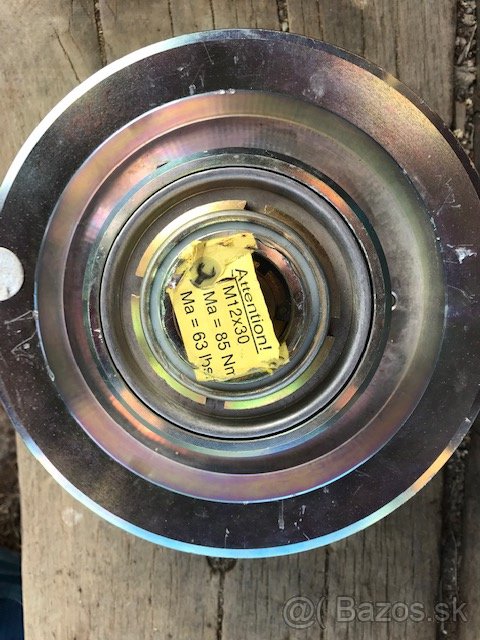 Attention!
M12x30
Ma = 85 Nm
Ma = 63 lbs
Bazos.sk